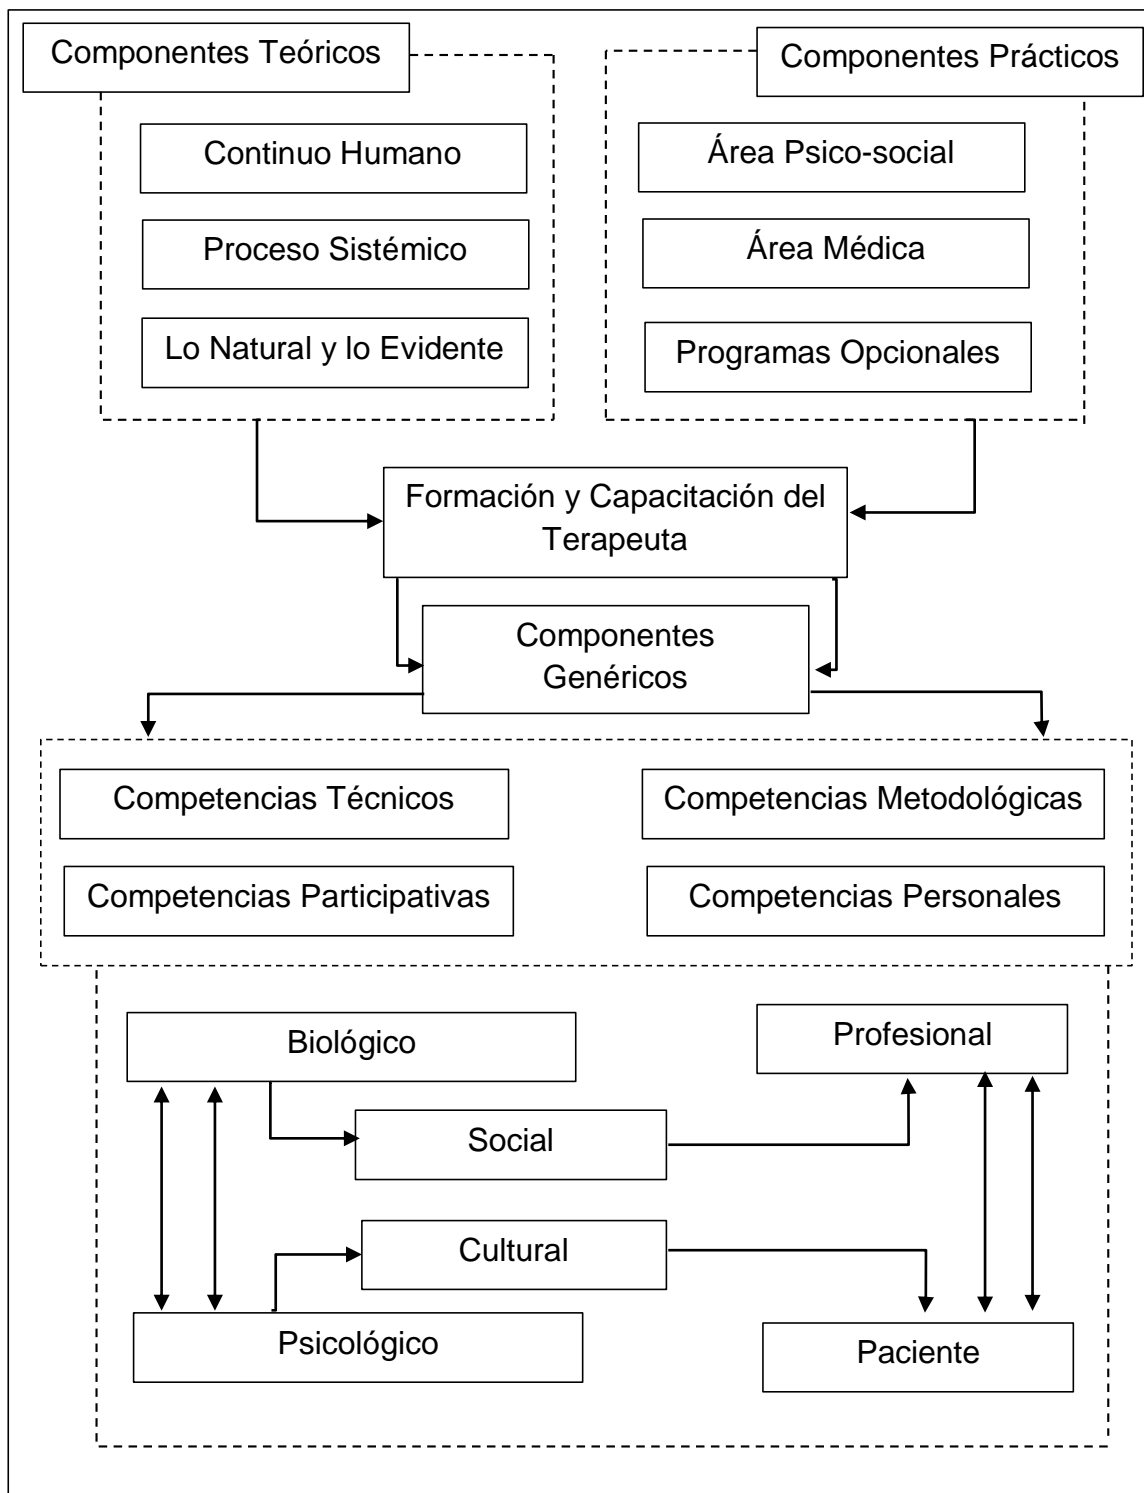 Componentes Teóricos
Componentes Prácticos
Continuo Humano
Proceso Sistémico
Lo Natural y lo Evidente
Área Psico-social
Área Médica
Programas Opcionales
Formación y Capacitación del
Terapeuta
Componentes
Genéricos
Competencias Técnicos
Competencias Metodológicas
Competencias Participativas
Competencias Personales
Biológico
Profesional
Social
Cultural
Psicológico
Paciente